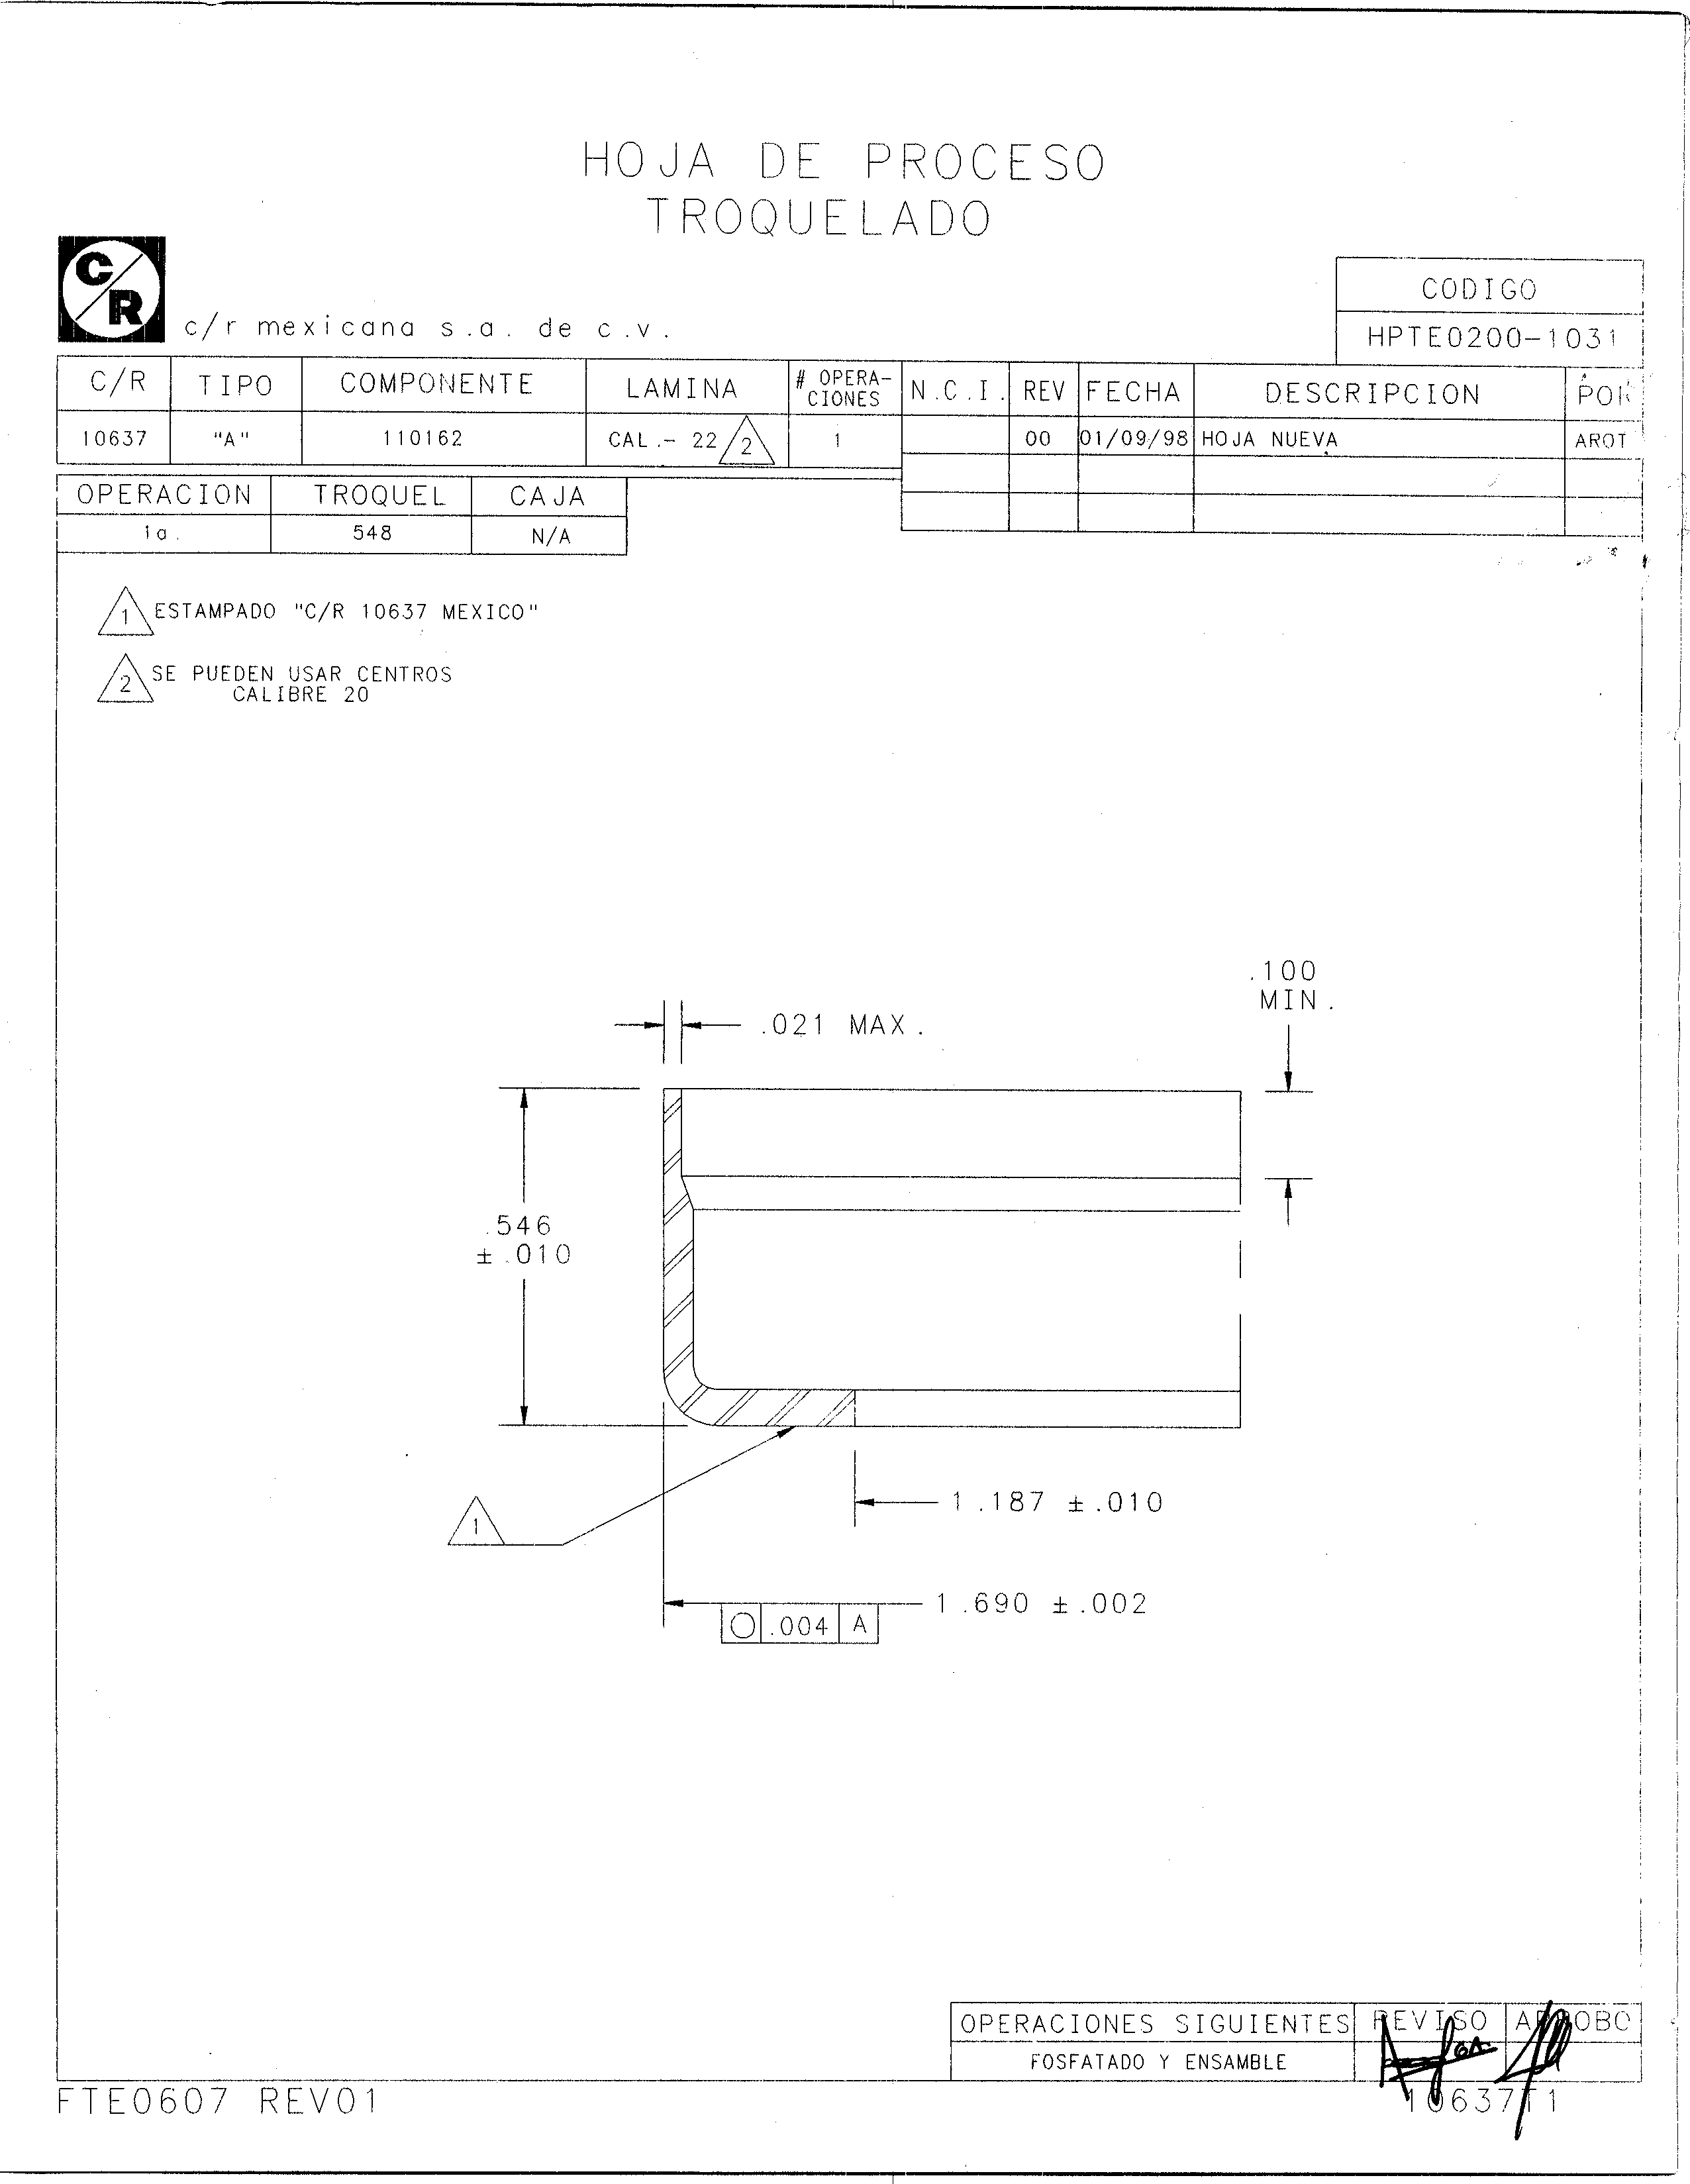 HOJA DE PROCESO
TROQUELADO
C/R
c/r mexicana s.a. de c.v.
CODIGO
HPTE0200-1031
C/R TIPO COMPONENTE LAMINA # OPERA-CIONES N.C.I. REV FECHA DESCRIPCION POR
10637 "A" 110162 CAL.- 22 2 1 00 01/09/98 HOJA NUEVA AROT
OPERACION TROQUEL CAJA
1a. 548 N/A
1 ESTAMPADO "C/R 10637 MEXICO"
2 SE PUEDEN USAR CENTROS
CALIBRE 20
.100
MIN.
.021 MAX.
.546
±.010
1.187 ±.010
1
1.690 ±.002
○ .004 A
OPERACIONES SIGUIENTES REVISO APROBO
FOSFATADO Y ENSAMBLE
FTE0607 REV01
10637T1